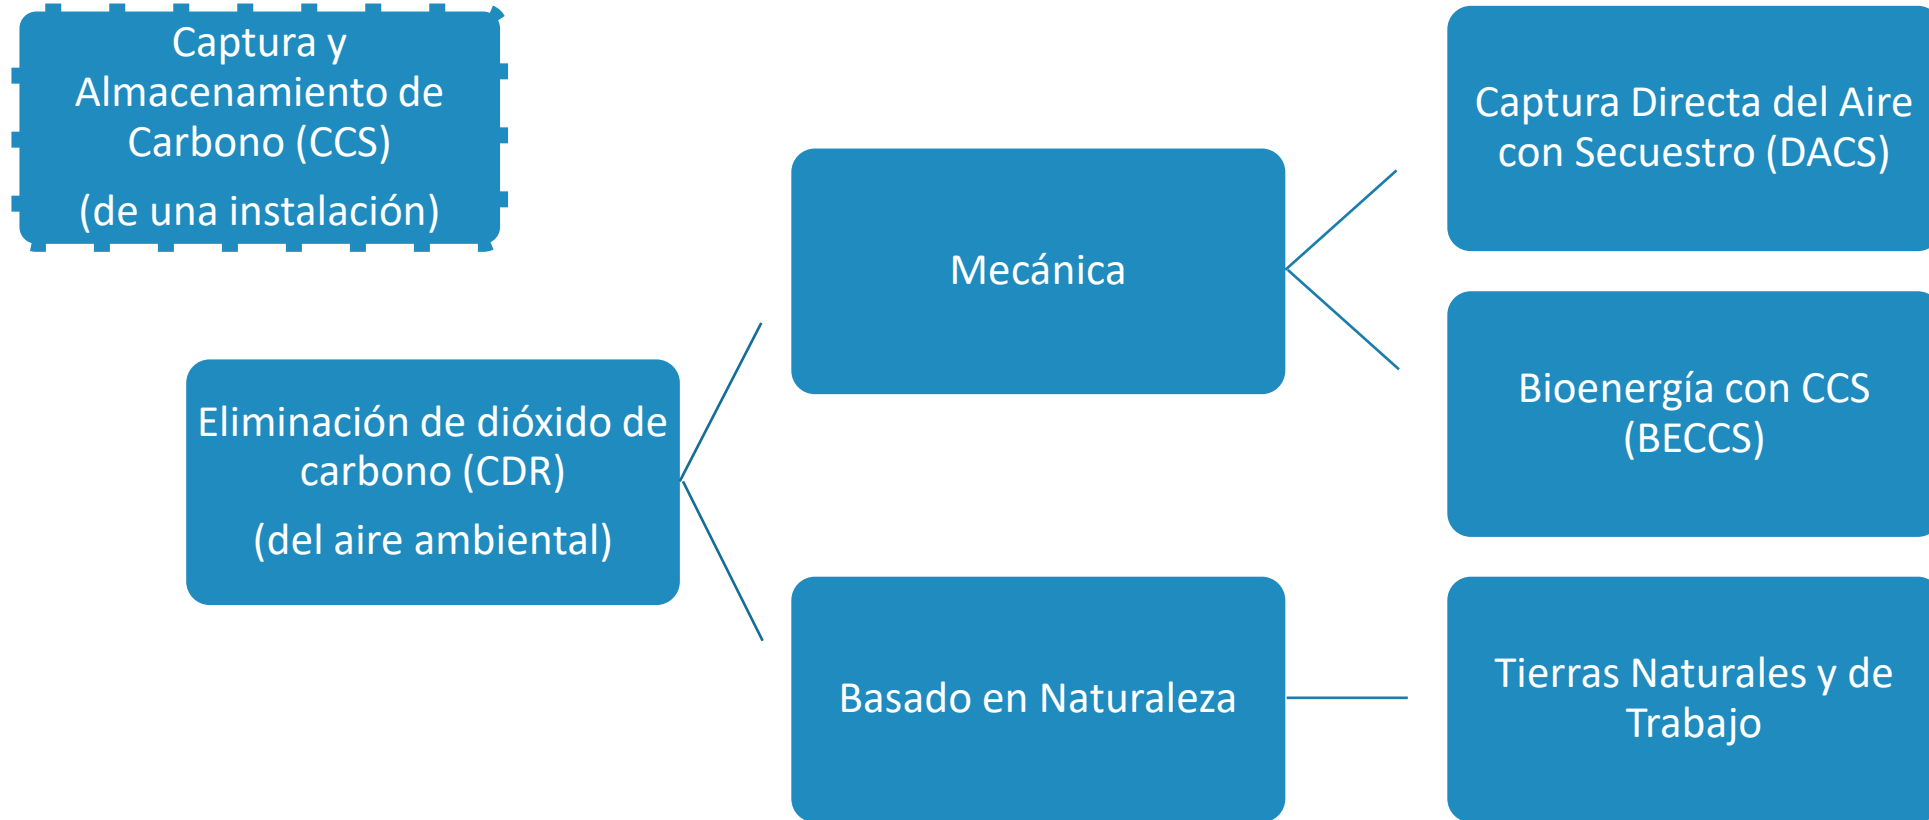 Captura y
Almacenamiento de
Carbono (CCS)
(de una instalación)
Eliminación de dióxido de
carbono (CDR)
(del aire ambiental)
Mecánica
Basado en Naturaleza
Captura Directa del Aire
con Secuestro (DACS)
Bioenergía con CCS
(BECCS)
Tierras Naturales y de
Trabajo